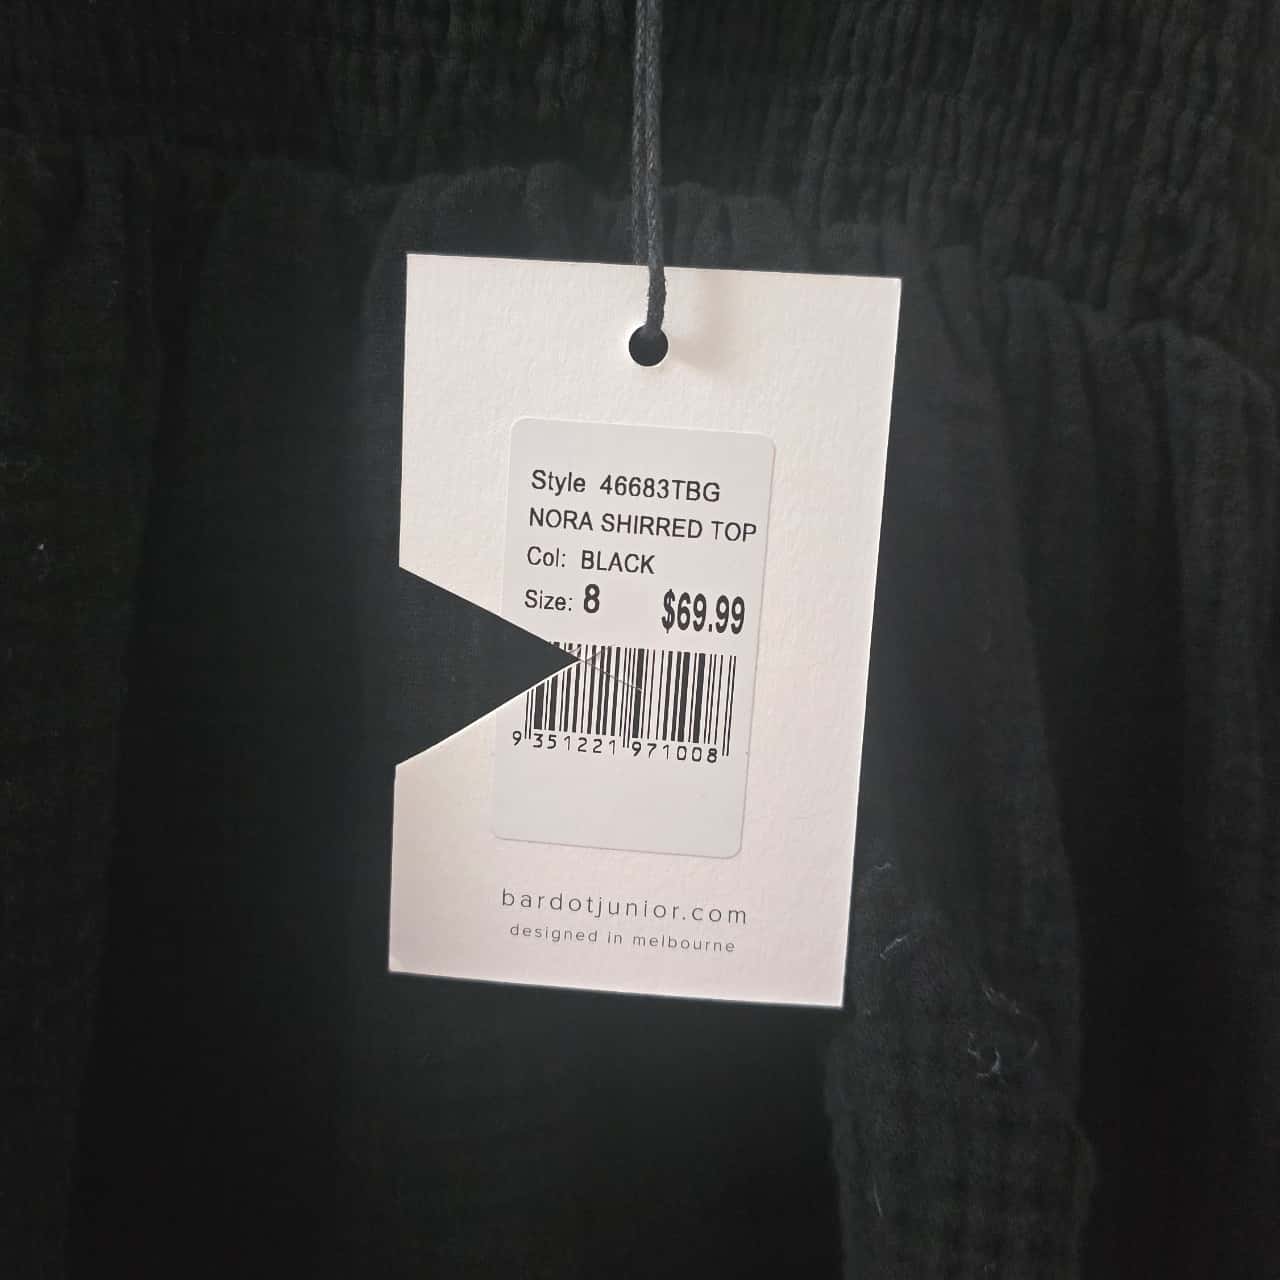 Style 46683TBG
NORA SHIRRED TOP
Col: BLACK
Size: 8 $69.99
9 351221 971008
bardotjunior.com
designed in melbourne